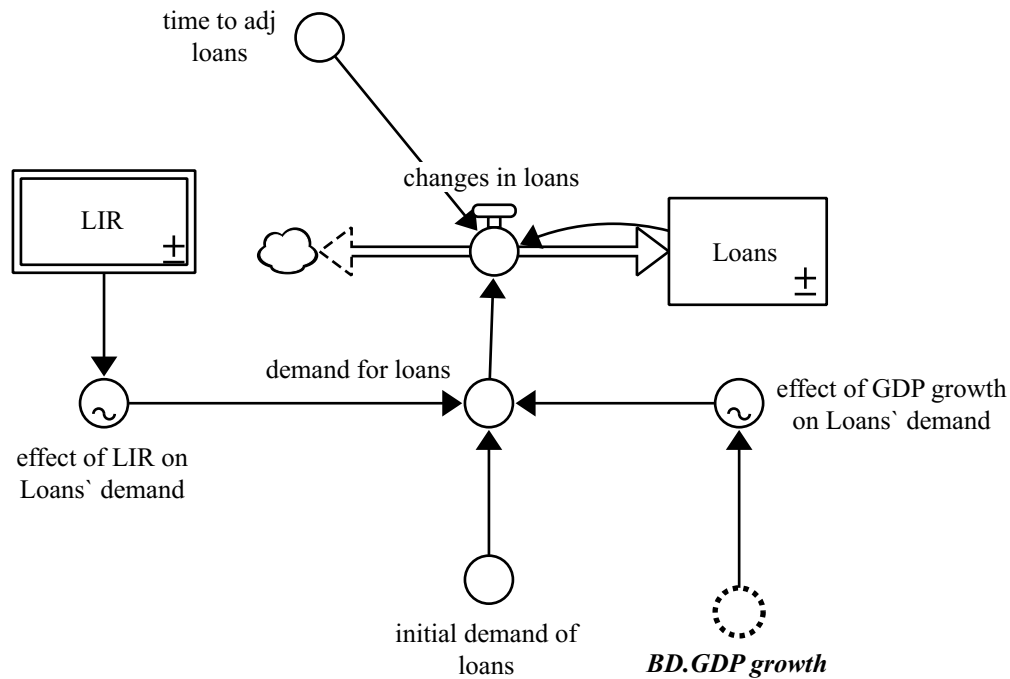 time to adj
loans
changes in loans
LIR
±
Loans
±
demand for loans
effect of GDP growth
on Loans` demand
effect of LIR on
Loans` demand
initial demand of
loans
BD.GDP growth